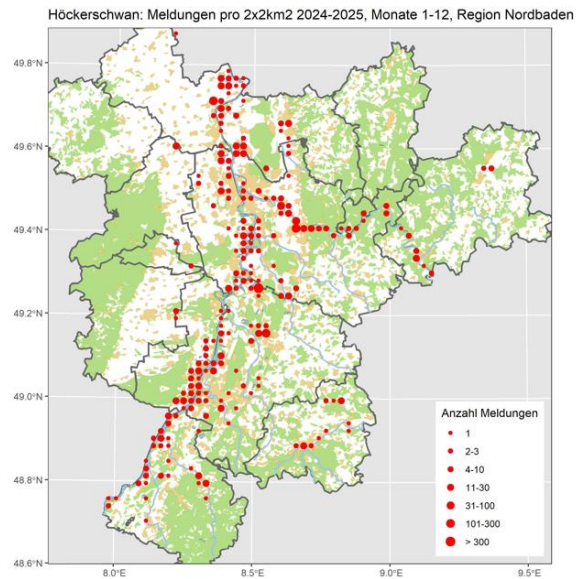 Höckerschwan: Meldungen pro 2x2km2 2024-2025, Monate 1-12, Region Nordbaden
49.8°N
49.6°N
49.4°N
49.2°N
49.0°N
48.8°N
48.6°N
8.0°E
8.5°E
9.0°E
9.5°E
Anzahl Meldungen
1
2-3
4-10
11-30
31-100
101-300
> 300